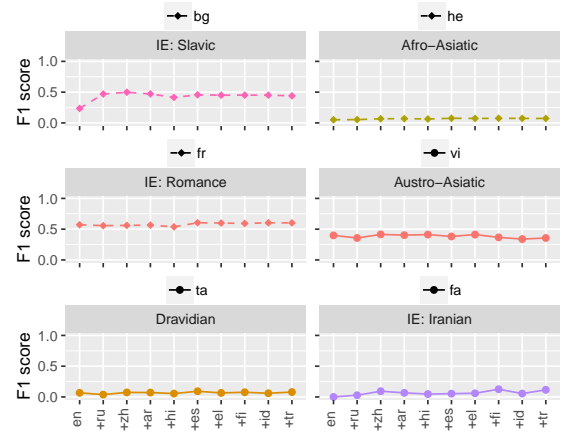 bg he
IE: Slavic Afro-Asiatic
F1 score
1.0
0.5
0.0
fr vi
IE: Romance Austro-Asiatic
F1 score
1.0
0.5
0.0
ta fa
Dravidian IE: Iranian
F1 score
1.0
0.5
0.0
en +ru +zh +ar +hi +es +el +fi +id +tr en +ru +zh +ar +hi +es +el +fi +id +tr